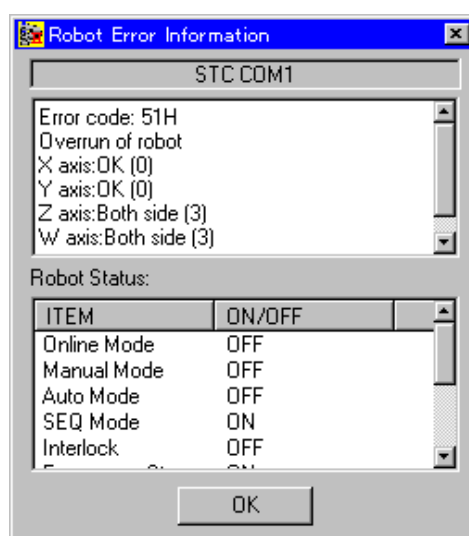 Robot Error Information
STC COM1
Error code: 51H
Overrun of robot
X axis:OK (0)
Y axis:OK (0)
Z axis:Both side (3)
W axis:Both side (3)
Robot Status:
ITEM ON/OFF
Online Mode OFF
Manual Mode OFF
Auto Mode OFF
SEQ Mode ON
Interlock OFF
OK